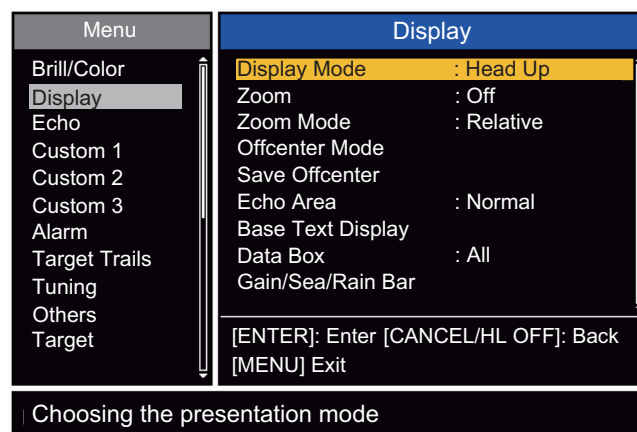 Menu
Brill/Color
Display
Echo
Custom 1
Custom 2
Custom 3
Alarm
Target Trails
Tuning
Others
Target
Display
Display Mode : Head Up
Zoom : Off
Zoom Mode : Relative
Offcenter Mode
Save Offcenter
Echo Area : Normal
Base Text Display
Data Box : All
Gain/Sea/Rain Bar
[ENTER]: Enter [CANCEL/HL OFF]: Back
[MENU] Exit
Choosing the presentation mode